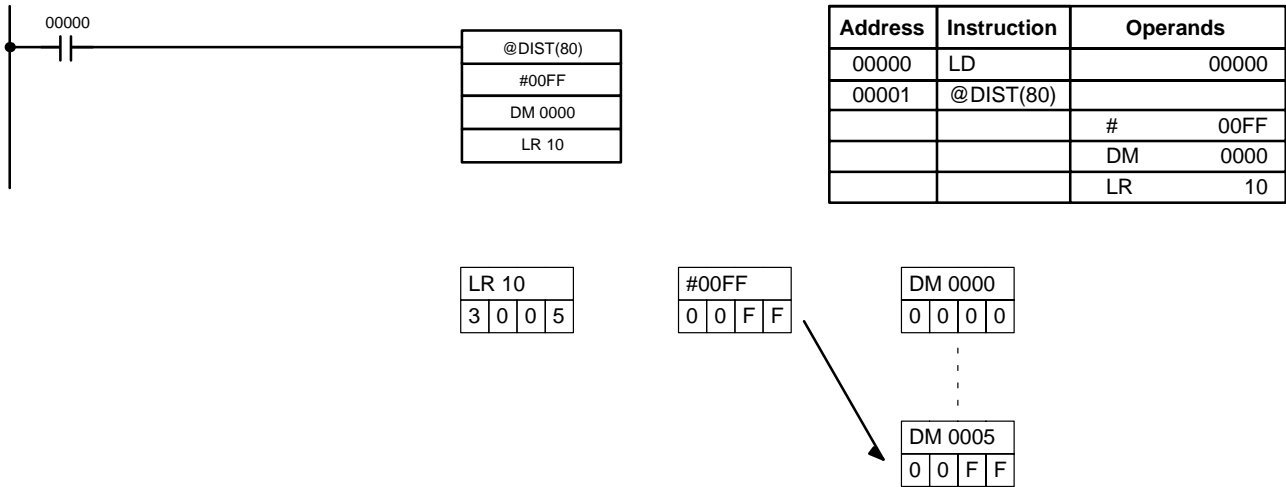 00000
@DIST(80)
#00FF
DM 0000
LR 10
Address Instruction Operands
00000 LD 00000
00001 @DIST(80)
# 00FF
DM 0000
LR 10
LR 10 #00FF DM 0000
3 0 0 5 0 0 F F 0 0 0 0
DM 0005
0 0 F F